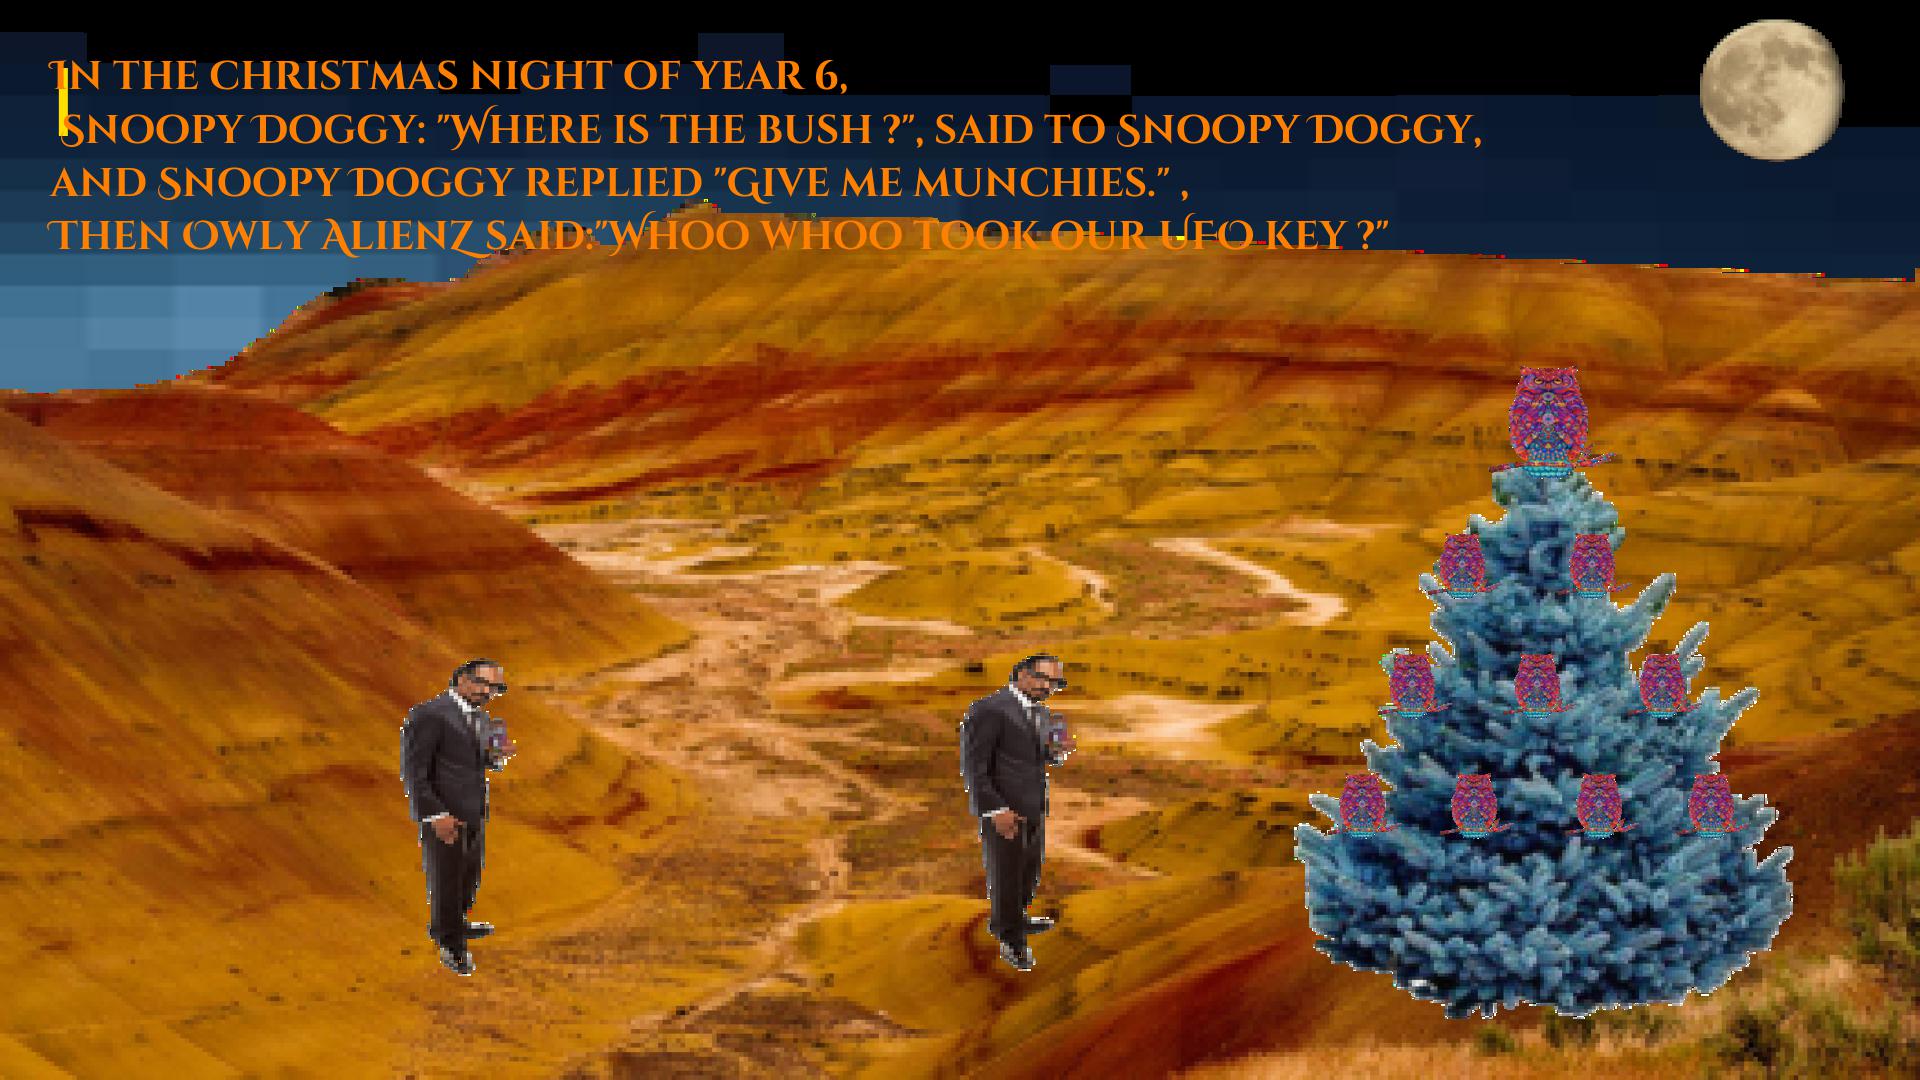 In the christmas night of year 6,
Snoopy Doggy: "Where is the bush ?", said to Snoopy Doggy,
and Snoopy Doggy replied "Give me munchies." ,
Then Owly Alienz Said:"Whoo whoo took our UFO key ?"